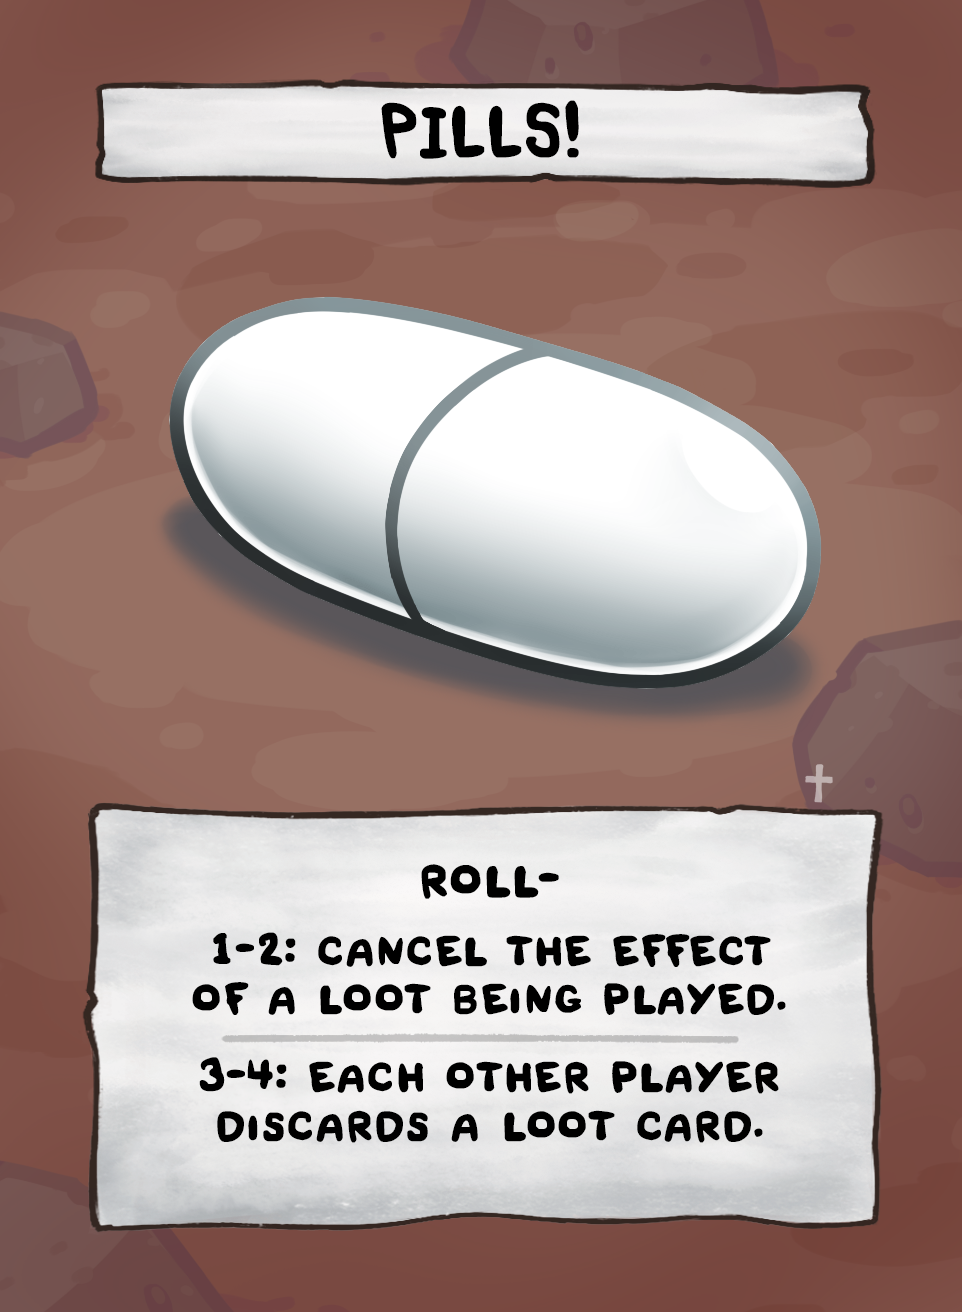 PILLS!
ROLL-
1-2: CANCEL THE EFFECT
OF A LOOT BEING PLAYED.
3-4: EACH OTHER PLAYER
DISCARDS A LOOT CARD.